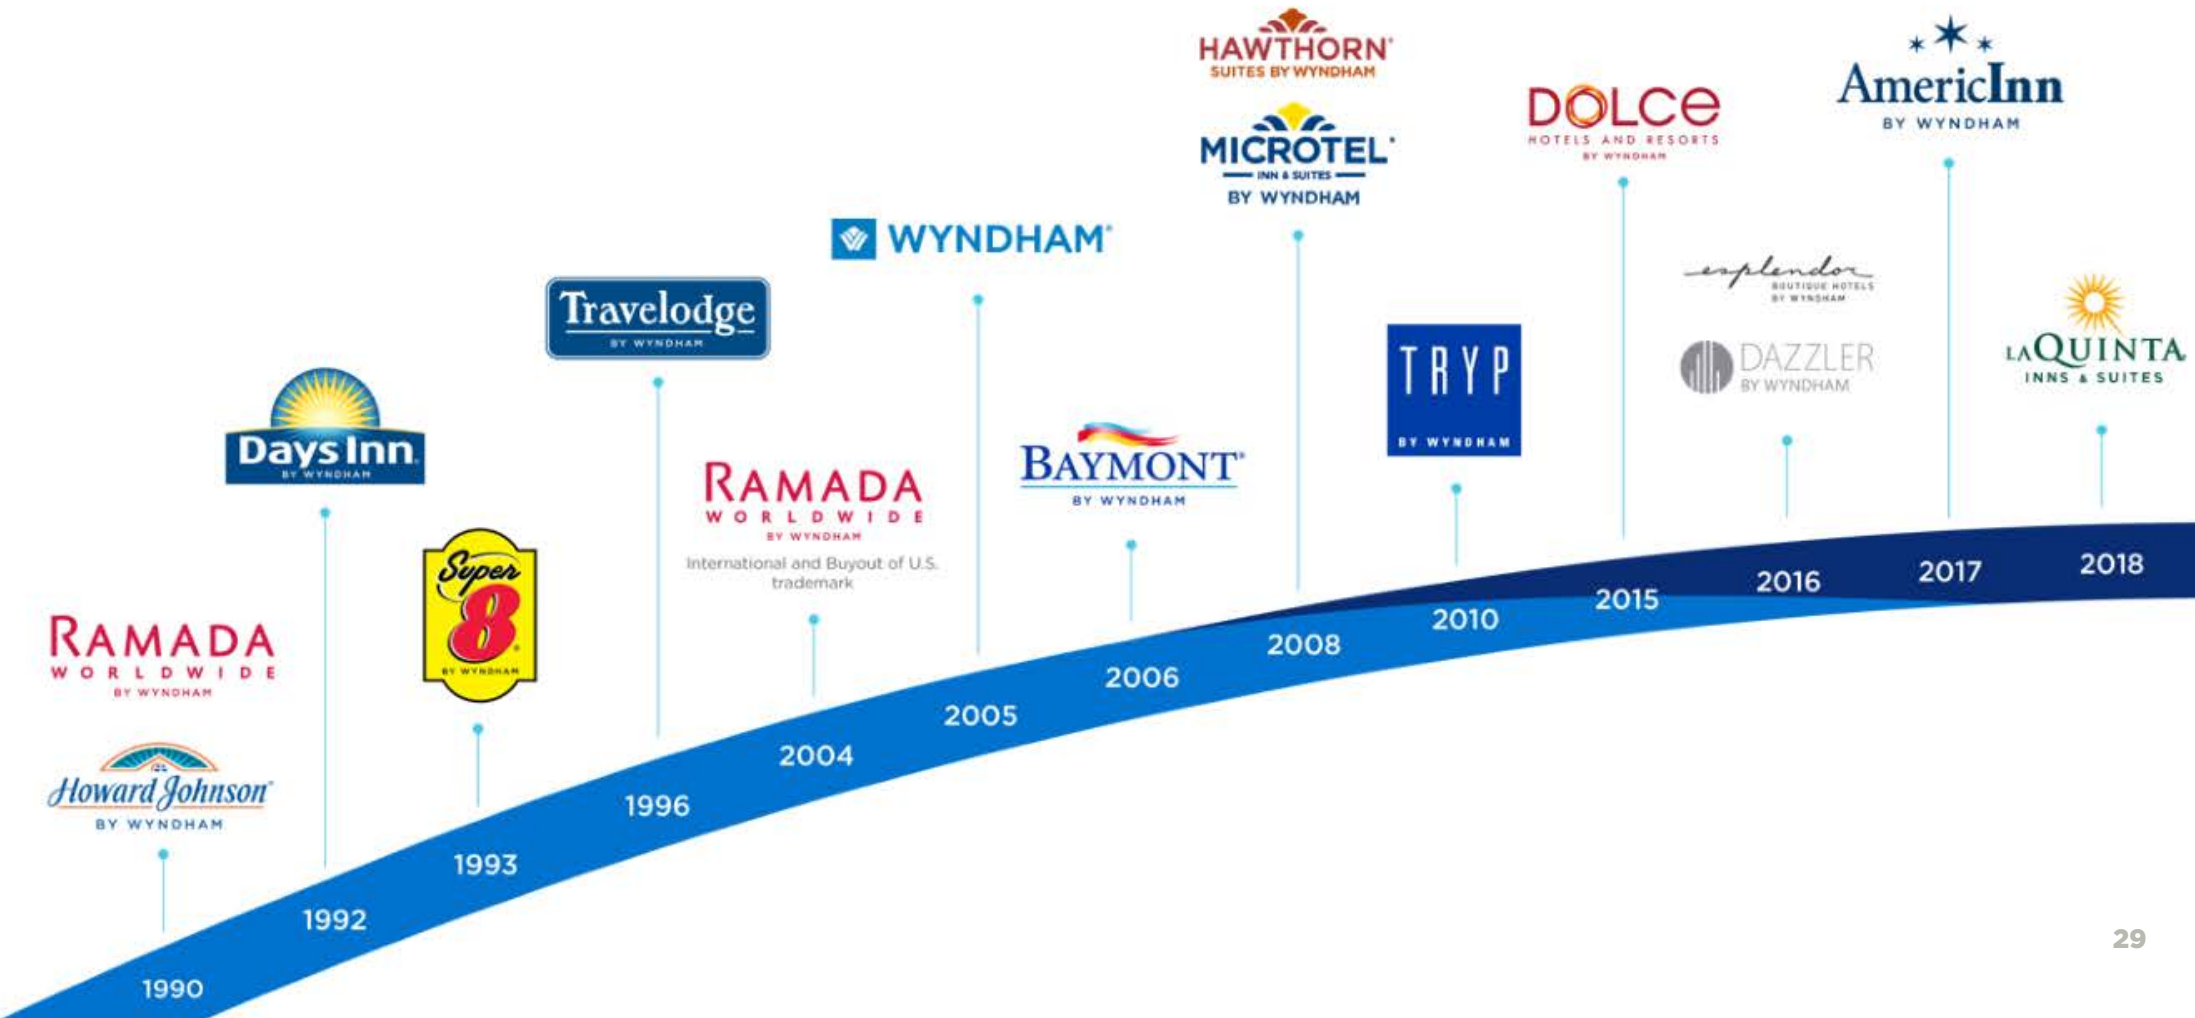 RAMADA
WORLDWIDE
BY WYNDHAM
Howard Johnson
BY WYNDHAM
1990
Days Inn
BY WYNDHAM
1992
Super
8
BY WYNDHAM
1993
Travelodge
BY WYNDHAM
1996
RAMADA
WORLDWIDE
BY WYNDHAM
International and Buyout of U.S.
trademark
2004
WYNDHAM®
2005
BAYMONT®
BY WYNDHAM
2006
HAWTHORN®
SUITES BY WYNDHAM
MICROTEL®
INN & SUITES
BY WYNDHAM
2008
TRYP
BY WYNDHAM
2010
DOLCE
HOTELS AND RESORTS
BY WYNDHAM
2015
esplendor
BOUTIQUE HOTELS
BY WYNDHAM
DAZZLER
BY WYNDHAM
2016
AmericInn
BY WYNDHAM
2017
LAQUINTA
INNS & SUITES
2018
29